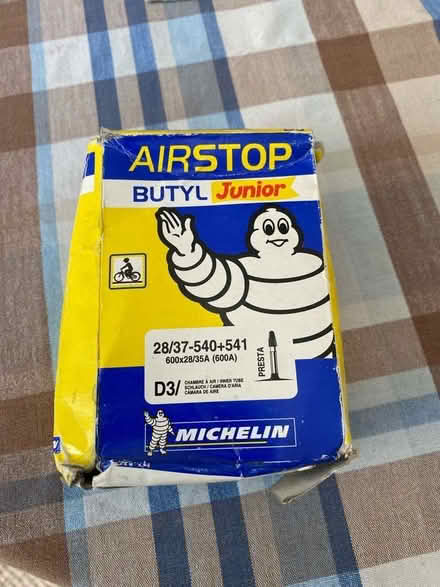 AIRSTOP
BUTYL Junior
28/37-540+541
600x28/35A (600A)
PRESTA
D3/
CHAMBRE À AIR / INNER TUBE
SCHLAUCH / CAMERA D'ARIA
CÁMARA DE AIRE
MICHELIN